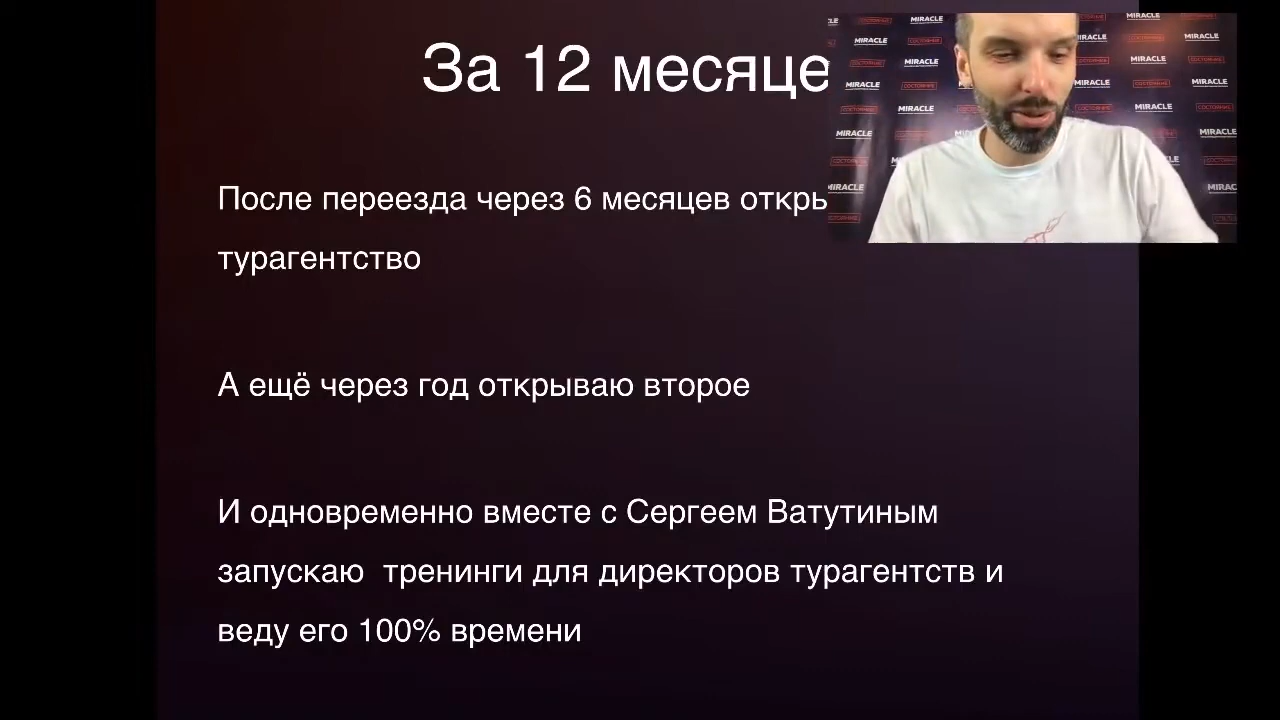 За 12 месяце
После переезда через 6 месяцев откры
турагентство
А ещё через год открываю второе
И одновременно вместе с Сергеем Ватутиным
запускаю тренинги для директоров турагентств и
веду его 100% времени
MIRACLE
СОСТОЯНИЕ